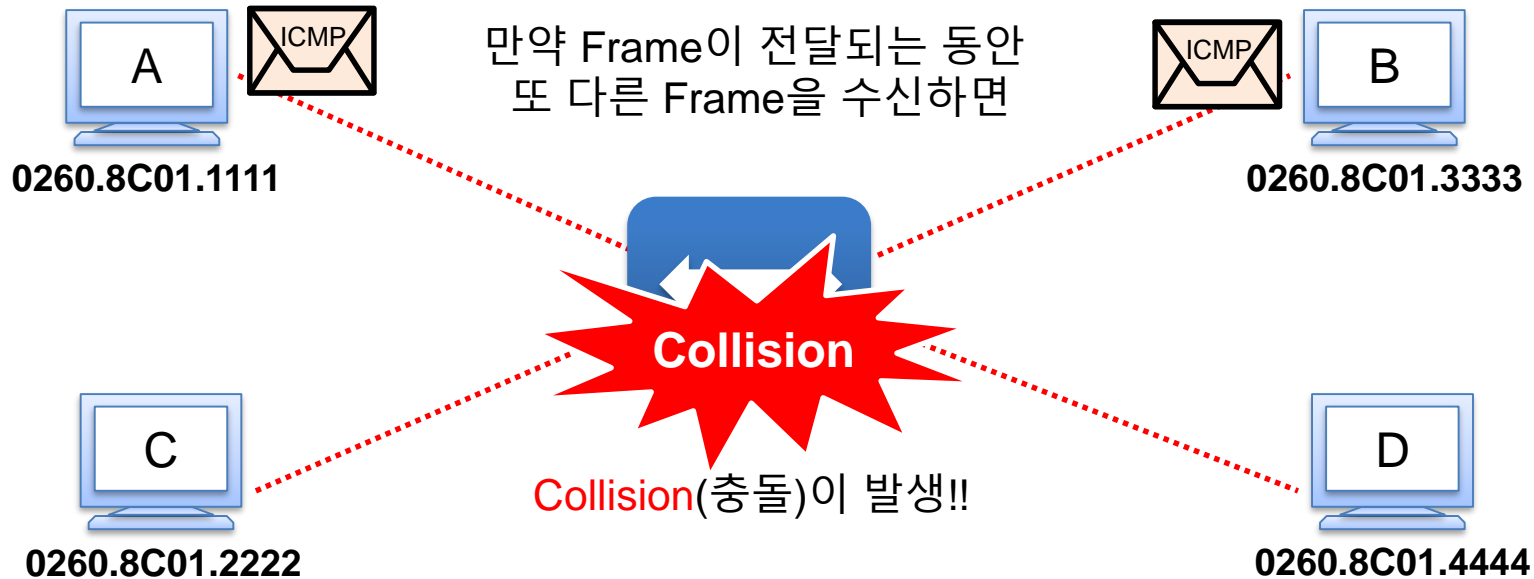 A
ICMP
만약 Frame이 전달되는 동안
또 다른 Frame을 수신하면
ICMP
B
0260.8C01.1111
0260.8C01.3333
Collision
C
D
Collision(충돌)이 발생!!
0260.8C01.2222
0260.8C01.4444